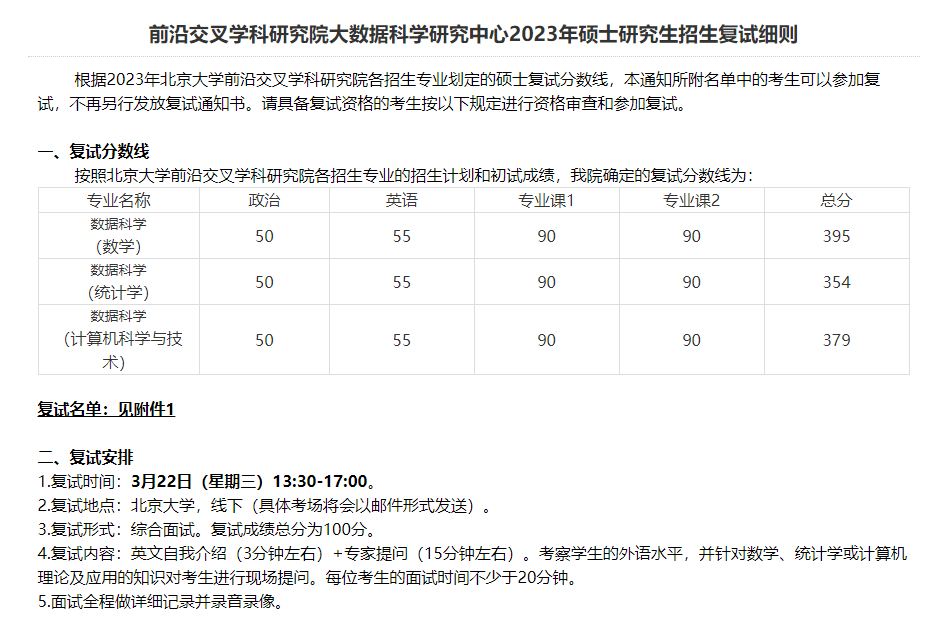 前沿交叉学科研究院大数据科学研究中心2023年硕士研究生招生复试细则
根据2023年北京大学前沿交叉学科研究院各招生专业划定的硕士复试分数线，本通知所附名单中的考生可以参加复
试，不再另行发放复试通知书。请具备复试资格的考生按以下规定进行资格审查和参加复试。
一、复试分数线
按照北京大学前沿交叉学科研究院各招生专业的招生计划和初试成绩，我院确定的复试分数线为：
专业名称 政治 英语 专业课1 专业课2 总分
数据科学
（数学） 50 55 90 90 395
数据科学
（统计学） 50 55 90 90 354
数据科学
（计算机科学与技 50 55 90 90 379
术）
复试名单：见附件1
二、复试安排
1.复试时间：3月22日（星期三）13:30-17:00。
2.复试地点：北京大学，线下（具体考场将会以邮件形式发送）。
3.复试形式：综合面试。复试成绩总分为100分。
4.复试内容：英文自我介绍（3分钟左右）+专家提问（15分钟左右）。考察学生的外语水平，并针对数学、统计学或计算机
理论及应用的知识对考生进行现场提问。每位考生的面试时间不少于20分钟。
5.面试全程做详细记录并录音录像。